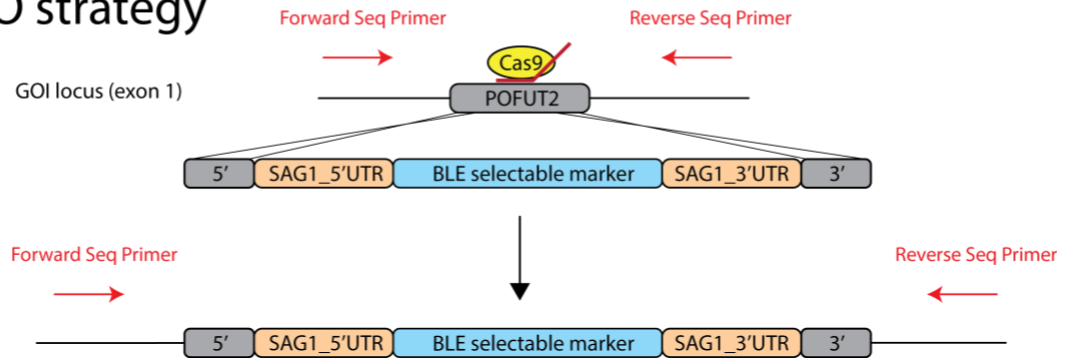 O strategy
Forward Seq Primer
Reverse Seq Primer
Cas9
GOI locus (exon 1)
POFUT2
5’ SAG1_5’UTR BLE selectable marker SAG1_3’UTR 3’
Forward Seq Primer
Reverse Seq Primer
5’ SAG1_5’UTR BLE selectable marker SAG1_3’UTR 3’